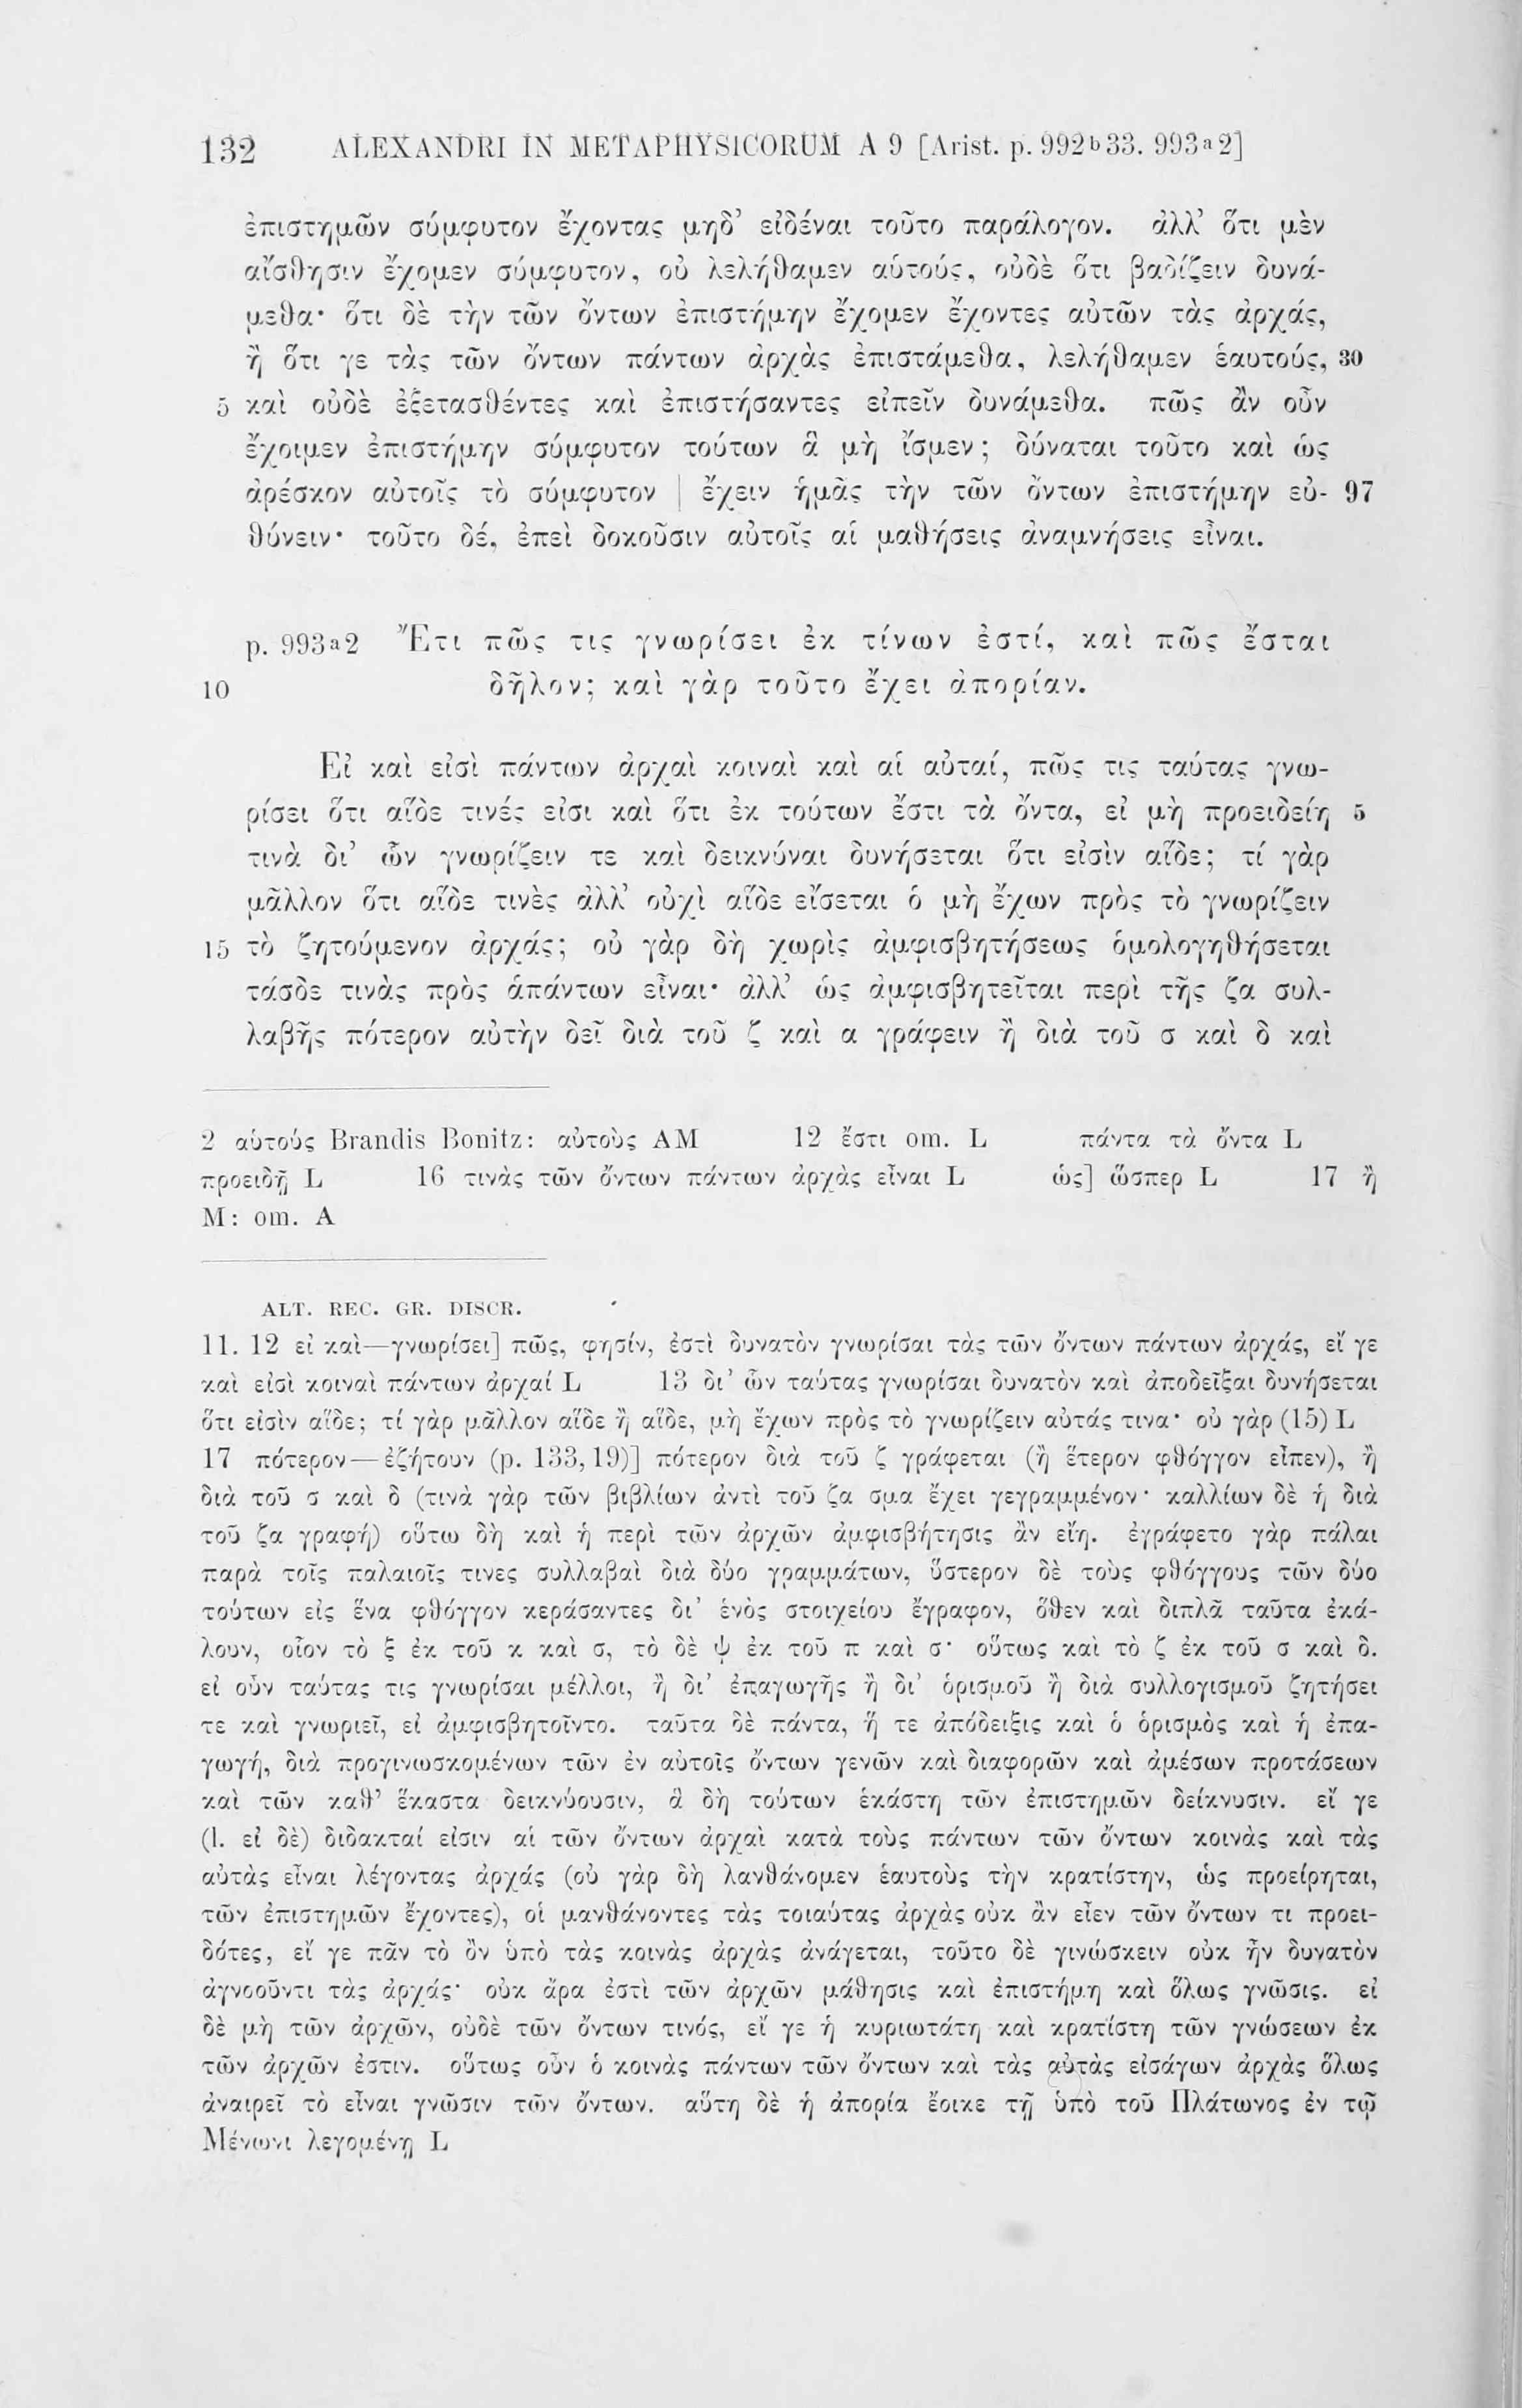 132 ALEXANDRI IN METAPHYSICORUM A 9 [Arist. p. 992b33. 993a2]
ἐπιστημῶν σύμφυτον ἔχοντας μηδ’ εἰδέναι τοῦτο παράλογον. ἀλλ’ ὅτι μὲν
αἴσθησιν ἔχομεν σύμφυτον, οὐ λελήθαμεν αὑτούς, οὐδὲ ὅτι βαδίζειν δυνά-
μεθα· ὅτι δὲ τὴν τῶν ὄντων ἐπιστήμην ἔχομεν ἔχοντες αὐτῶν τὰς ἀρχάς,
ἢ ὅτι γε τὰς τῶν ὄντων πάντων ἀρχὰς ἐπιστάμεθα, λελήθαμεν ἑαυτούς, 30
5 καὶ οὐδὲ ἐξετασθέντες καὶ ἐπιστήσαντες εἰπεῖν δυνάμεθα. πῶς ἂν οὖν
ἔχοιμεν ἐπιστήμην σύμφυτον τούτων ἃ μὴ ἴσμεν; δύναται τοῦτο καὶ ὡς
ἀρέσκον αὐτοῖς τὸ σύμφυτον | ἔχειν ἡμᾶς τὴν τῶν ὄντων ἐπιστήμην εὐ- 97
θύνειν· τοῦτο δέ, ἐπεὶ δοκοῦσιν αὐτοῖς αἱ μαθήσεις ἀναμνήσεις εἶναι.
p. 993a2 Ἔτι πῶς τις γνωρίσει ἐκ τίνων ἐστί, καὶ πῶς ἔσται
10 δῆλον; καὶ γὰρ τοῦτο ἔχει ἀπορίαν.
Εἰ καὶ εἰσὶ πάντων ἀρχαὶ κοιναὶ καὶ αἱ αὐταί, πῶς τις ταύτας γνω-
ρίσει ὅτι αἵδε τινές εἰσι καὶ ὅτι ἐκ τούτων ἔστι τὰ ὄντα, εἰ μὴ προειδείη 5
τινὰ δι’ ὧν γνωρίζειν τε καὶ δεικνύναι δυνήσεται ὅτι εἰσὶν αἵδε; τί γὰρ
μᾶλλον ὅτι αἵδε τινὲς ἀλλ’ οὐχὶ αἵδε εἴσεται ὁ μὴ ἔχων πρὸς τὸ γνωρίζειν
15 τὸ ζητούμενον ἀρχάς; οὐ γὰρ δὴ χωρὶς ἀμφισβητήσεως ὁμολογηθήσεται
τάσδε τινὰς πρὸς ἁπάντων εἶναι· ἀλλ’ ὡς ἀμφισβητεῖται περὶ τῆς ζα συλ-
λαβῆς πότερον αὐτὴν δεῖ διὰ τοῦ ζ καὶ α γράφειν ἢ διὰ τοῦ σ καὶ δ καὶ
2 αὑτούς Brandis Bonitz: αὐτοὺς AM 12 ἔστι om. L πάντα τὰ ὄντα L
προειδῇ L 16 τινὰς τῶν ὄντων πάντων ἀρχὰς εἶναι L ὡς] ὥσπερ L 17 ἢ
M: om. A
ALT. REC. GR. DISCR.
11. 12 εἰ καὶ—γνωρίσει] πῶς, φησίν, ἐστὶ δυνατὸν γνωρίσαι τὰς τῶν ὄντων πάντων ἀρχάς, εἴ γε
καὶ εἰσὶ κοιναὶ πάντων ἀρχαί L 13 δι’ ὧν ταύτας γνωρίσαι δυνατὸν καὶ ἀποδεῖξαι δυνήσεται
ὅτι εἰσὶν αἵδε; τί γὰρ μᾶλλον αἵδε ἢ αἵδε, μὴ ἔχων πρὸς τὸ γνωρίζειν αὐτάς τινα· οὐ γὰρ (15) L
17 πότερον—ἐζήτουν (p. 133,19)] πότερον διὰ τοῦ ζ γράφεται (ἢ ἕτερον φθόγγον εἶπεν), ἢ
διὰ τοῦ σ καὶ δ (τινὰ γὰρ τῶν βιβλίων ἀντὶ τοῦ ζα σμα ἔχει γεγραμμένον· καλλίων δὲ ἡ διὰ
τοῦ ζα γραφή) οὕτω δὴ καὶ ἡ περὶ τῶν ἀρχῶν ἀμφισβήτησις ἂν εἴη. ἐγράφετο γὰρ πάλαι
παρὰ τοῖς παλαιοῖς τινες συλλαβαὶ διὰ δύο γραμμάτων, ὕστερον δὲ τοὺς φθόγγους τῶν δύο
τούτων εἰς ἕνα φθόγγον κεράσαντες δι’ ἑνὸς στοιχείου ἔγραφον, ὅθεν καὶ διπλᾶ ταῦτα ἐκά-
λουν, οἷον τὸ ξ ἐκ τοῦ κ καὶ σ, τὸ δὲ ψ ἐκ τοῦ π καὶ σ· οὕτως καὶ τὸ ζ ἐκ τοῦ σ καὶ δ.
εἰ οὖν ταύτας τις γνωρίσαι μέλλοι, ἢ δι’ ἐπαγωγῆς ἢ δι’ ὁρισμοῦ ἢ διὰ συλλογισμοῦ ζητήσει
τε καὶ γνωριεῖ, εἰ ἀμφισβητοῖντο. ταῦτα δὲ πάντα, ἥ τε ἀπόδειξις καὶ ὁ ὁρισμὸς καὶ ἡ ἐπα-
γωγή, διὰ προγινωσκομένων τῶν ἐν αὐτοῖς ὄντων γενῶν καὶ διαφορῶν καὶ ἀμέσων προτάσεων
καὶ τῶν καθ’ ἕκαστα δεικνύουσιν, ἃ δὴ τούτων ἑκάστη τῶν ἐπιστημῶν δείκνυσιν. εἴ γε
(l. εἰ δὲ) διδακταί εἰσιν αἱ τῶν ὄντων ἀρχαὶ κατὰ τοὺς πάντων τῶν ὄντων κοινὰς καὶ τὰς
αὐτὰς εἶναι λέγοντας ἀρχάς (οὐ γὰρ δὴ λανθάνομεν ἑαυτοὺς τὴν κρατίστην, ὡς προείρηται,
τῶν ἐπιστημῶν ἔχοντες), οἱ μανθάνοντες τὰς τοιαύτας ἀρχὰς οὐκ ἂν εἶεν τῶν ὄντων τι προει-
δότες, εἴ γε πᾶν τὸ ὂν ὑπὸ τὰς κοινὰς ἀρχὰς ἀνάγεται, τοῦτο δὲ γινώσκειν οὐκ ἦν δυνατὸν
ἀγνοοῦντι τὰς ἀρχάς· οὐκ ἄρα ἐστὶ τῶν ἀρχῶν μάθησις καὶ ἐπιστήμη καὶ ὅλως γνῶσις. εἰ
δὲ μὴ τῶν ἀρχῶν, οὐδὲ τῶν ὄντων τινός, εἴ γε ἡ κυριωτάτη καὶ κρατίστη τῶν γνώσεων ἐκ
τῶν ἀρχῶν ἐστιν. οὕτως οὖν ὁ κοινὰς πάντων τῶν ὄντων καὶ τὰς αὐτὰς εἰσάγων ἀρχὰς ὅλως
ἀναιρεῖ τὸ εἶναι γνῶσιν τῶν ὄντων. αὕτη δὲ ἡ ἀπορία ἔοικε τῇ ὑπὸ τοῦ Πλάτωνος ἐν τῷ
Μένωνι λεγομένῃ L